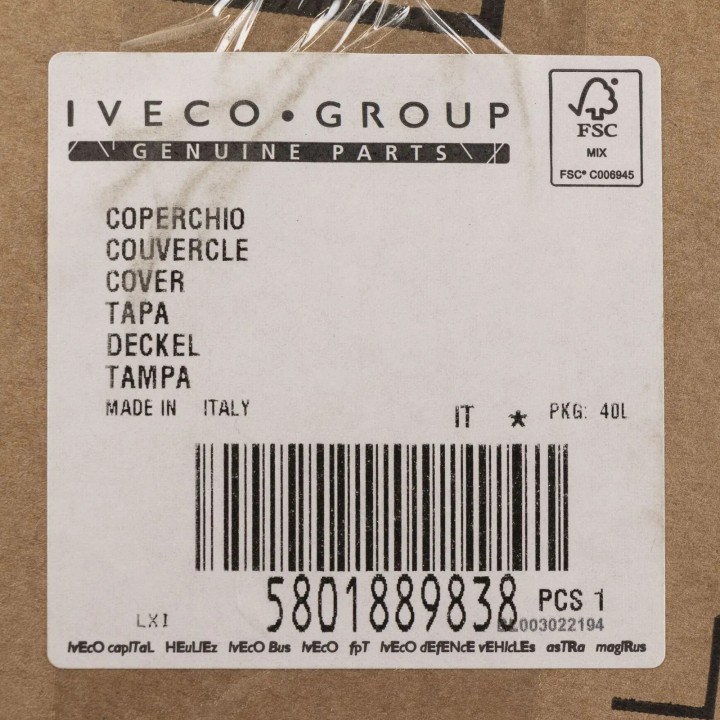 IVECO • GROUP
GENUINE PARTS
FSC
MIX
FSC® C006945
COPERCHIO
COUVERCLE
COVER
TAPA
DECKEL
TAMPA
MADE IN ITALY
IT * PKG: 40L
5801889838 PCS 1
LXI
003022194
IVECO CAPITAL HEULIEZ IVECO BUS IVECO FPT IVECO DEFENCE VEHICLES ASTRA MAGIRUS